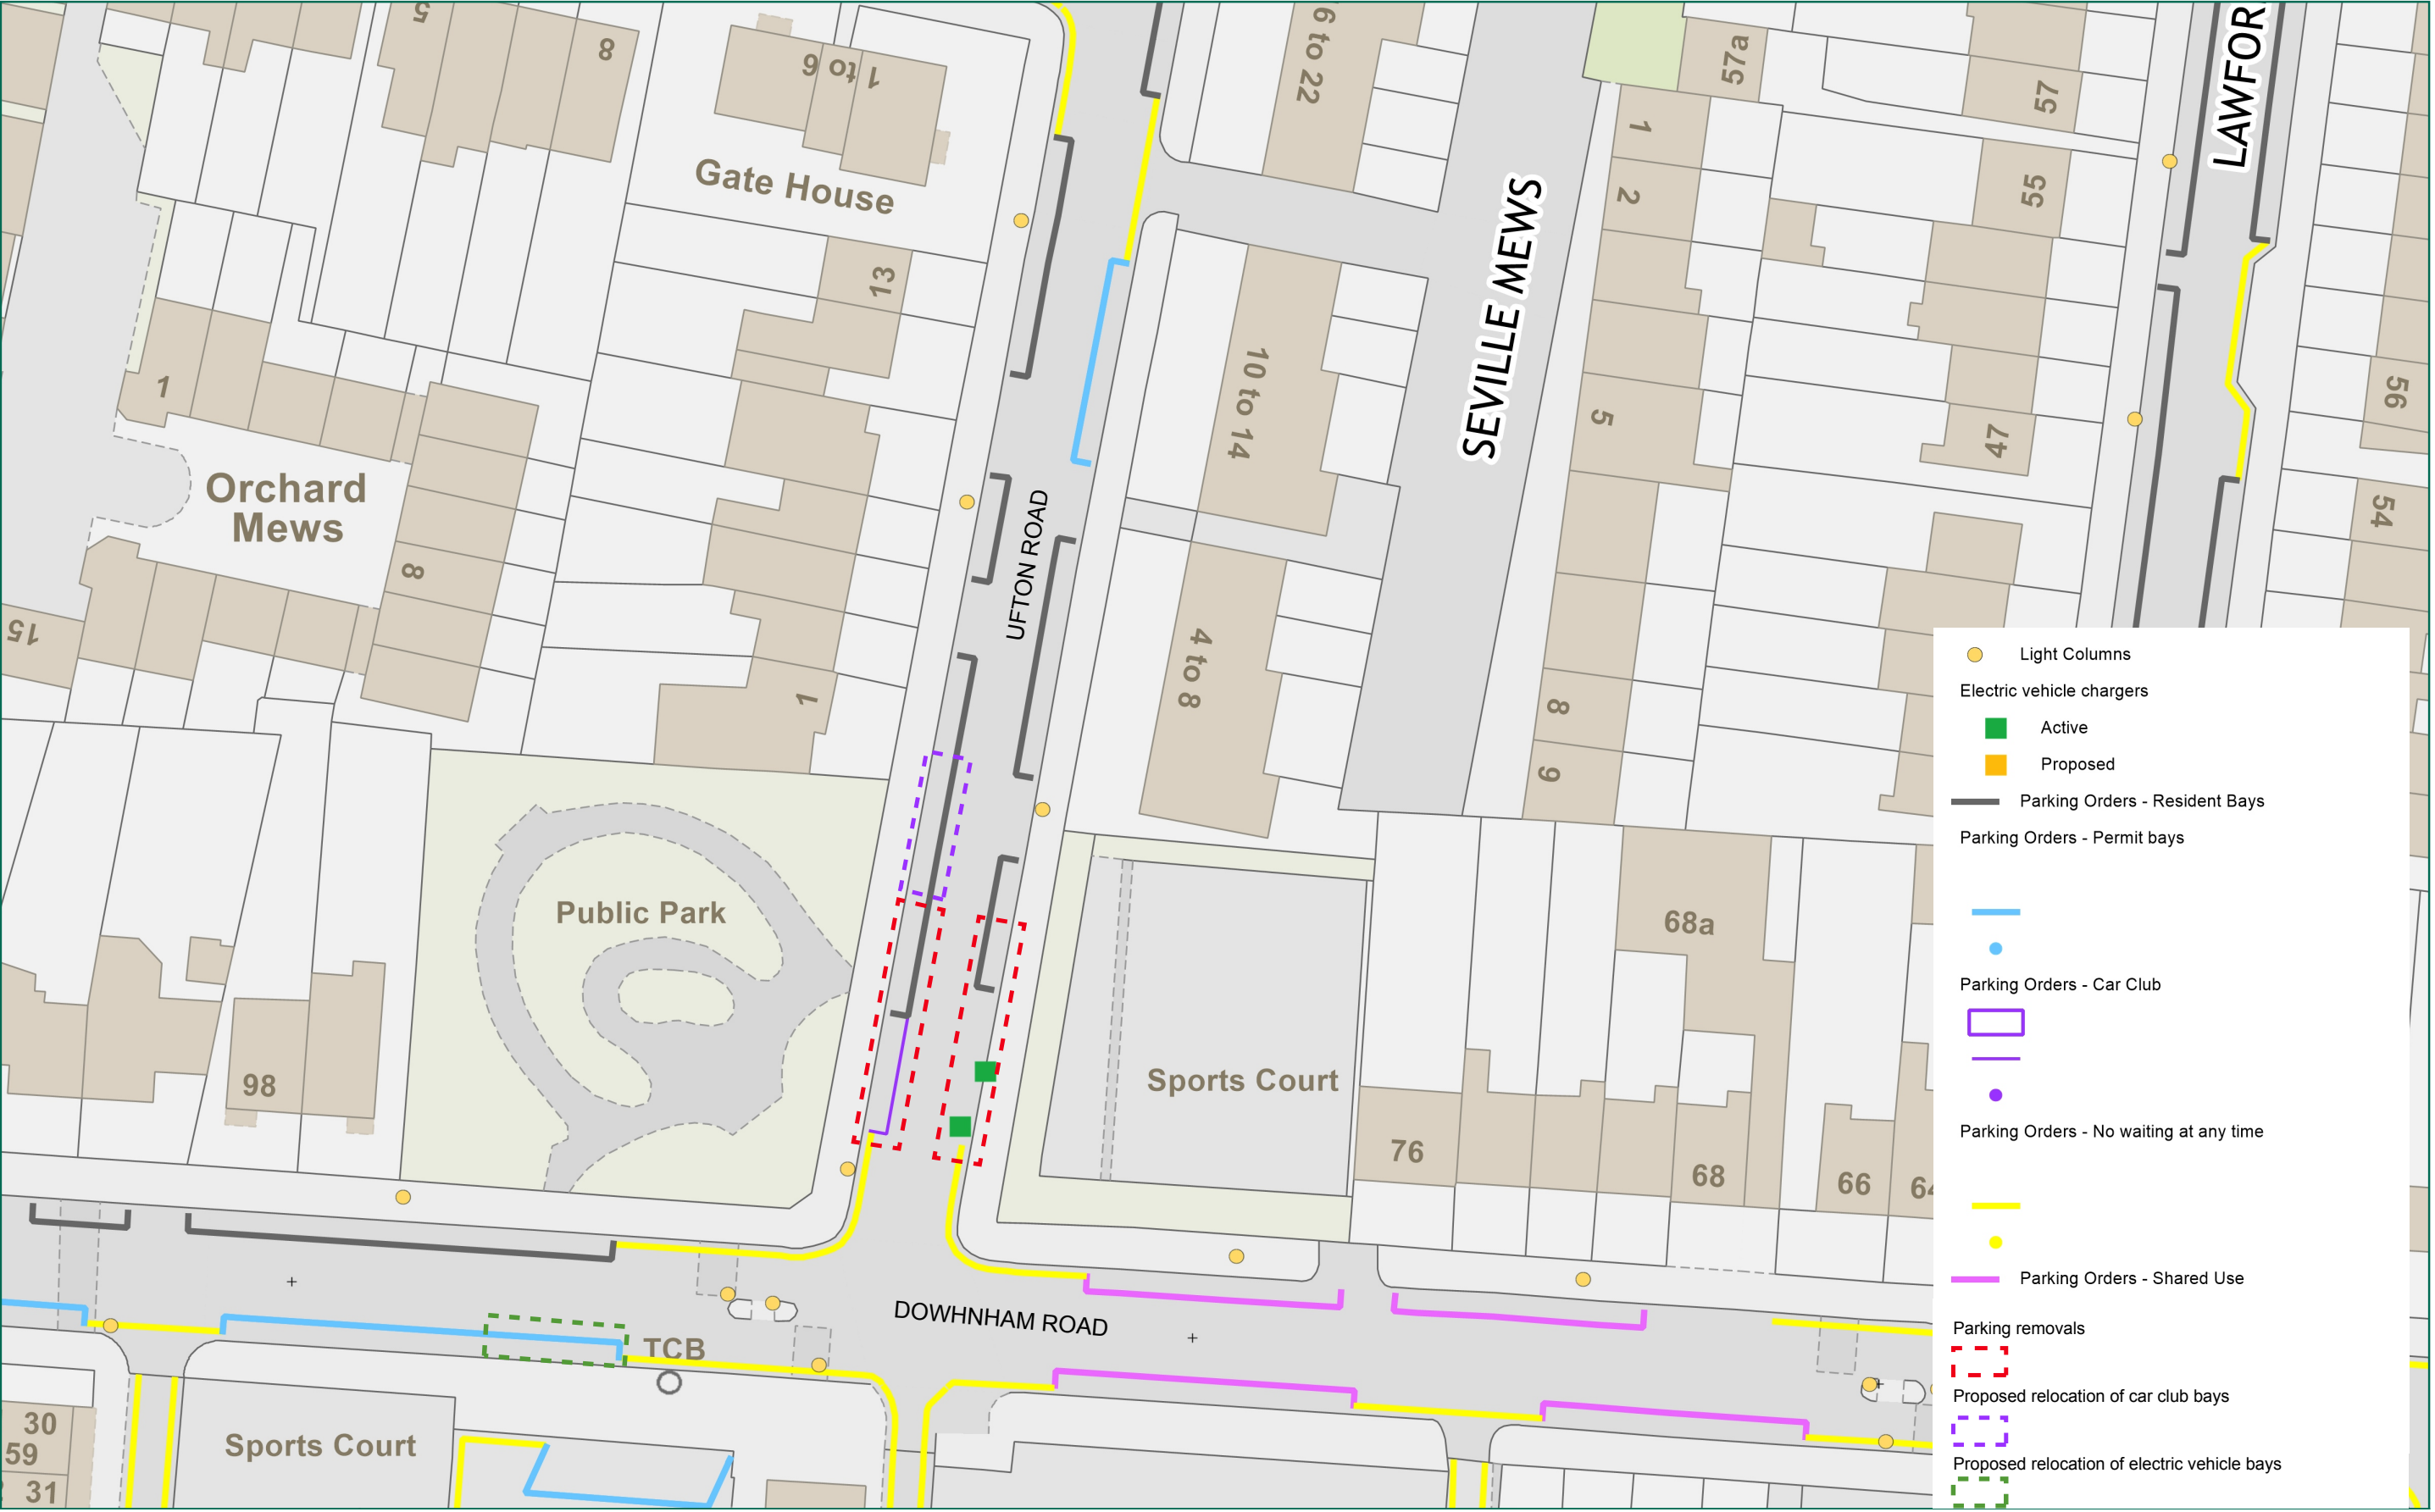 5
8
1 to 6
6 to 22
57a
57
LAWFOR
Gate House
1
2
55
13
SEVILLE MEWS
10 to 14
5
47
56
54
1
Orchard
Mews
UFTON ROAD
8
15
4 to 8
1
8
9
Public Park
68a
Sports Court
98
76
68
66
64
DOWHNHAM ROAD
TCB
30
59
31
Sports Court
Light Columns
Electric vehicle chargers
Active
Proposed
Parking Orders - Resident Bays
Parking Orders - Permit bays
Parking Orders - Car Club
Parking Orders - No waiting at any time
Parking Orders - Shared Use
Parking removals
Proposed relocation of car club bays
Proposed relocation of electric vehicle bays